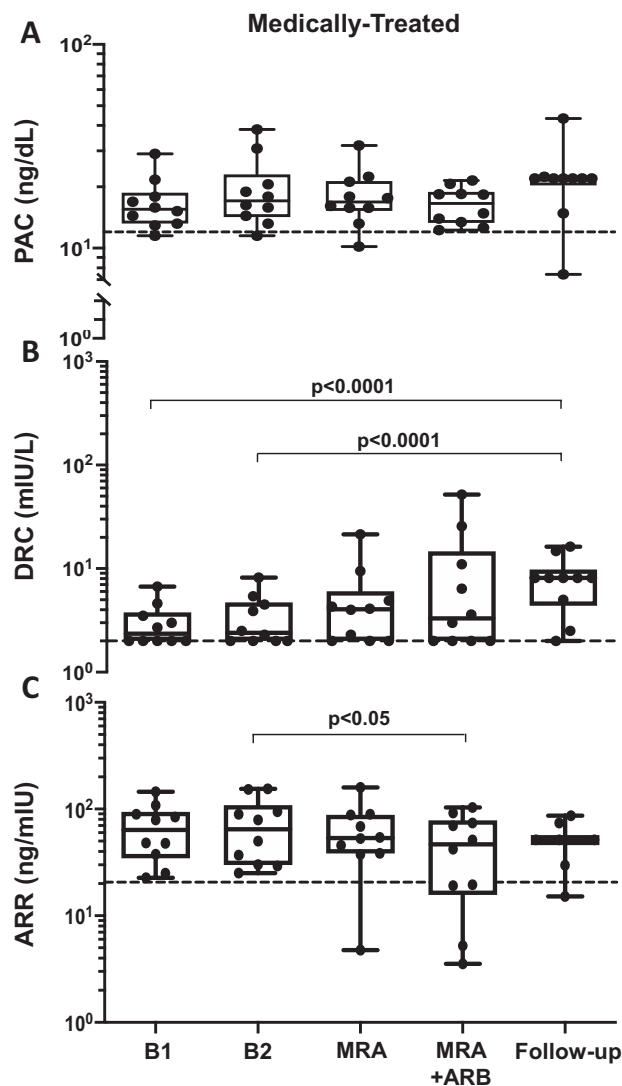 A
Medically-Treated
10²
PAC (ng/dL)
10¹
10⁰
B
10³
p<0.0001
p<0.0001
10²
DRC (mIU/L)
10¹
10⁰
C
10³
p<0.05
10²
ARR (ng/mIU)
10¹
10⁰
B1 B2 MRA MRA Follow-up
+ARB